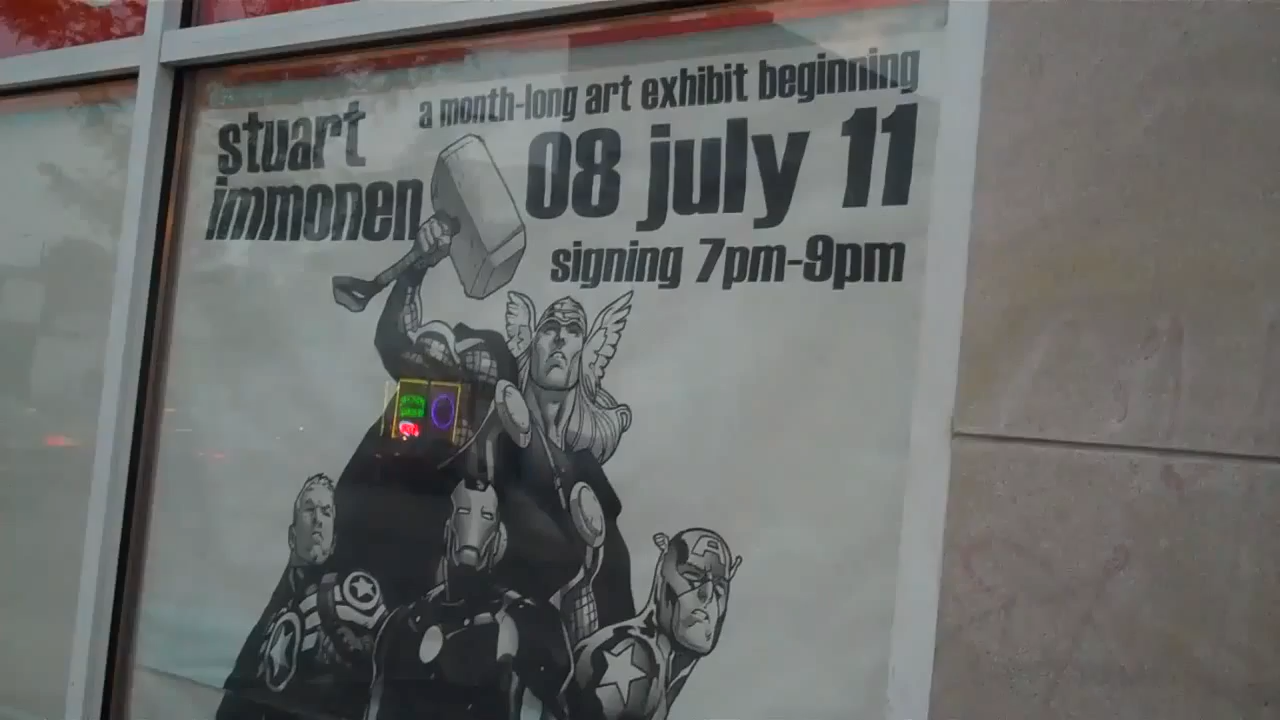 stuart
immonen
a month-long art exhibit beginning
08 july 11
signing 7pm-9pm
A